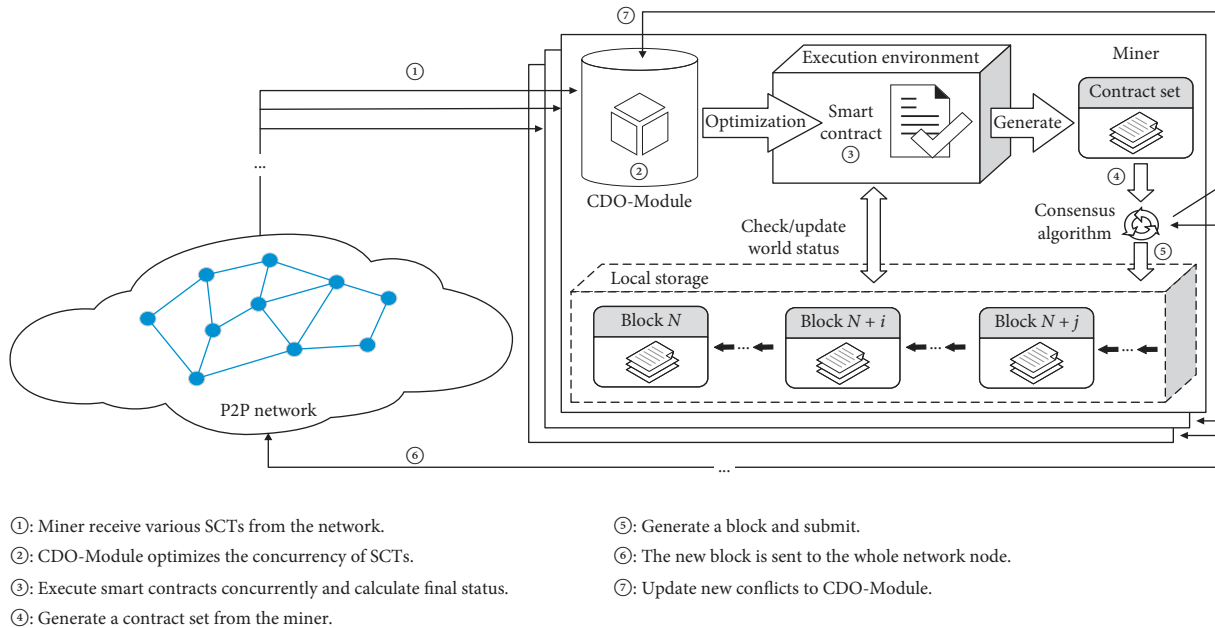 ⑦
①
...
Execution environment
Miner
Contract set
Optimization
Smart
contract
③
Generate
②
CDO-Module
④
Check/update
world status
Consensus
algorithm
⑤
Local storage
Block N
Block N + i
Block N + j
...
...
...
P2P network
⑥
...
①: Miner receive various SCTs from the network.
②: CDO-Module optimizes the concurrency of SCTs.
③: Execute smart contracts concurrently and calculate final status.
④: Generate a contract set from the miner.
⑤: Generate a block and submit.
⑥: The new block is sent to the whole network node.
⑦: Update new conflicts to CDO-Module.